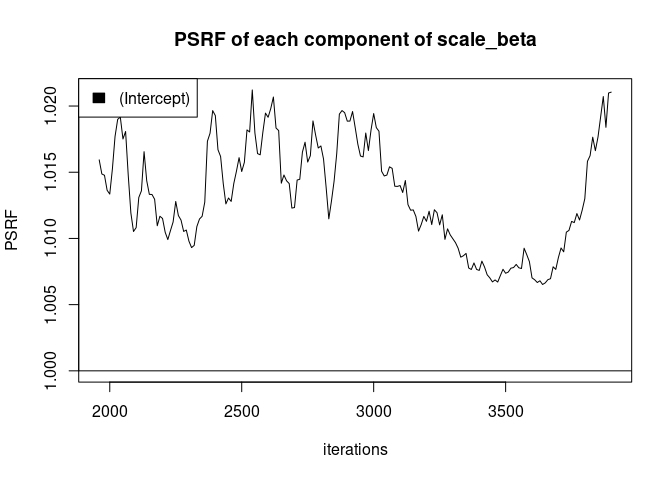 PSRF of each component of scale_beta
(Intercept)
PSRF
1.020
1.015
1.010
1.005
1.000
2000 2500 3000 3500
iterations